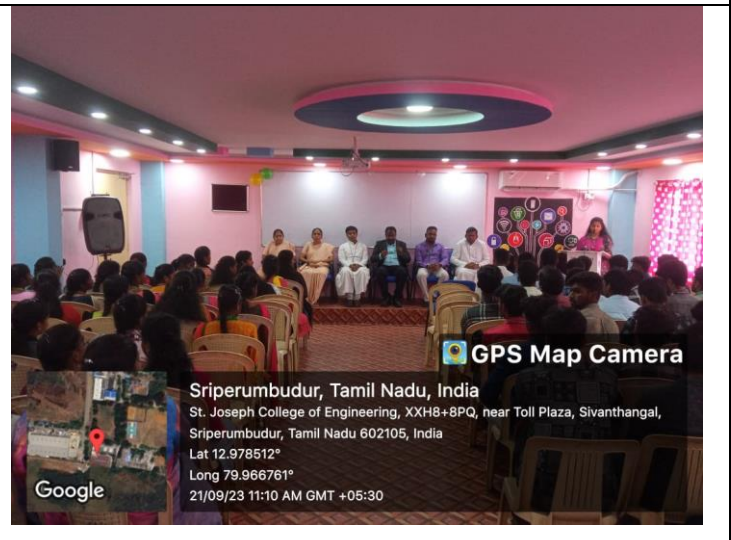 GPS Map Camera
Sriperumbudur, Tamil Nadu, India
St. Joseph College of Engineering, XXH8+8PQ, near Toll Plaza, Sivanthangal,
Sriperumbudur, Tamil Nadu 602105, India
Lat 12.978512°
Long 79.966761°
21/09/23 11:10 AM GMT +05:30
Google